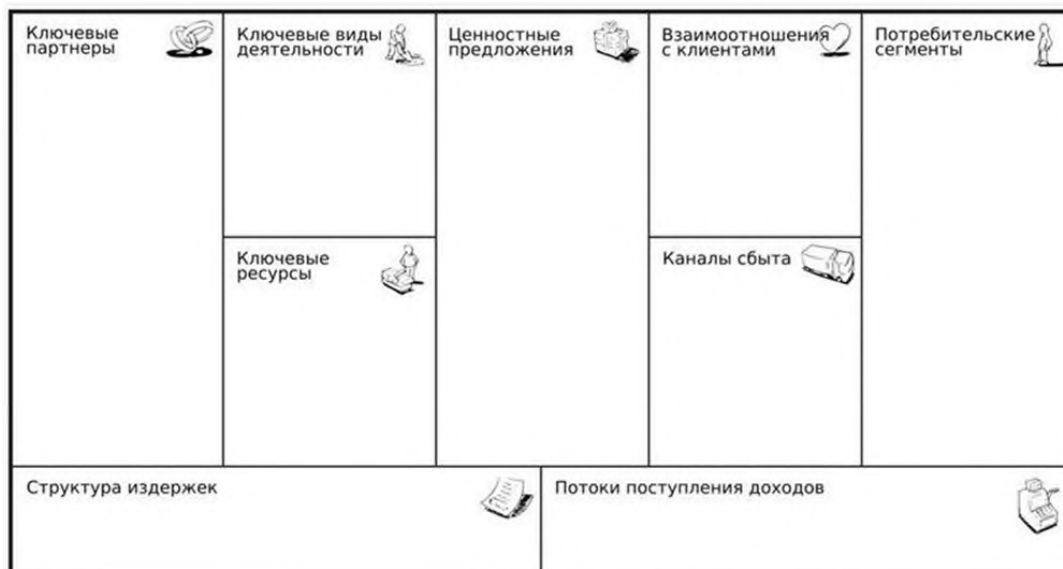 Ключевые
партнеры
Ключевые виды
деятельности
Ценностные
предложения
Взаимоотношения
с клиентами
Потребительские
сегменты
Ключевые
ресурсы
Каналы сбыта
Структура издержек
Потоки поступления доходов